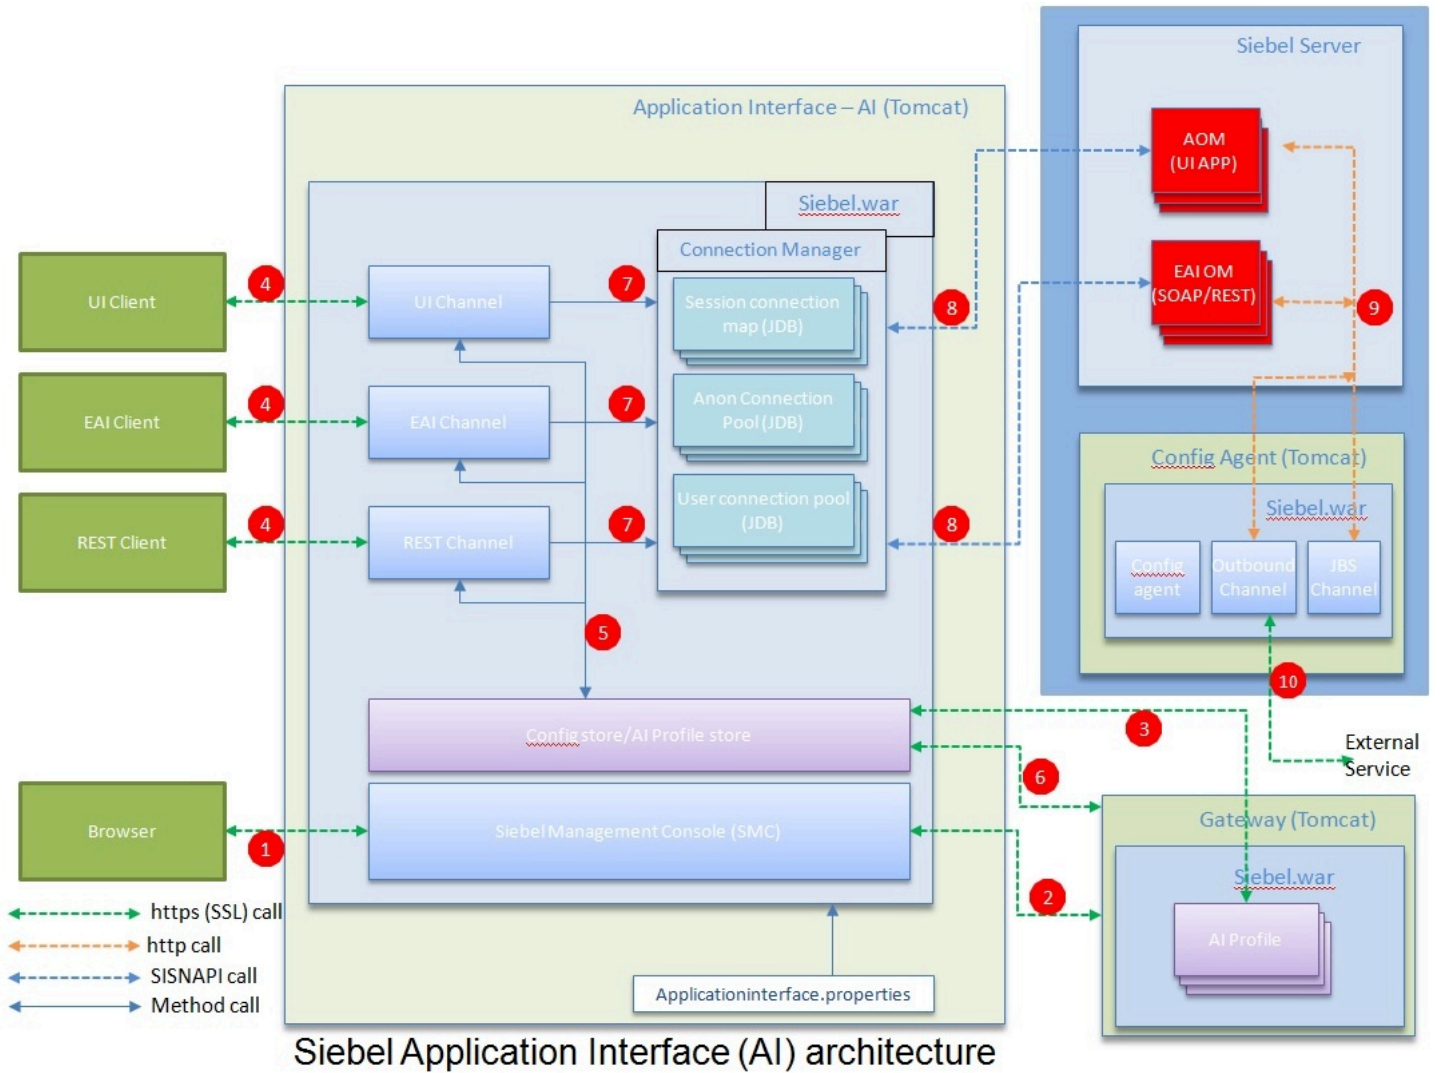 Siebel Server
Application Interface – AI (Tomcat)
AOM
(UI APP)
Siebel.war
Connection Manager
EAI OM
(SOAP/REST)
4
UI Client
UI Channel
7
Session connection
map (JDB)
8
9
4
EAI Client
EAI Channel
7
Anon Connection
Pool (JDB)
Config Agent (Tomcat)
Siebel.war
4
REST Client
REST Channel
7
User connection pool
(JDB)
8
Config
agent
Outbound
Channel
JBS
Channel
5
10
Config store/AI Profile store
3
External
Service
6
Browser
1
Siebel Management Console (SMC)
Gateway (Tomcat)
Siebel.war
2
AI Profile
https (SSL) call
http call
SISNAPI call
Method call
Applicationinterface.properties
Siebel Application Interface (AI) architecture